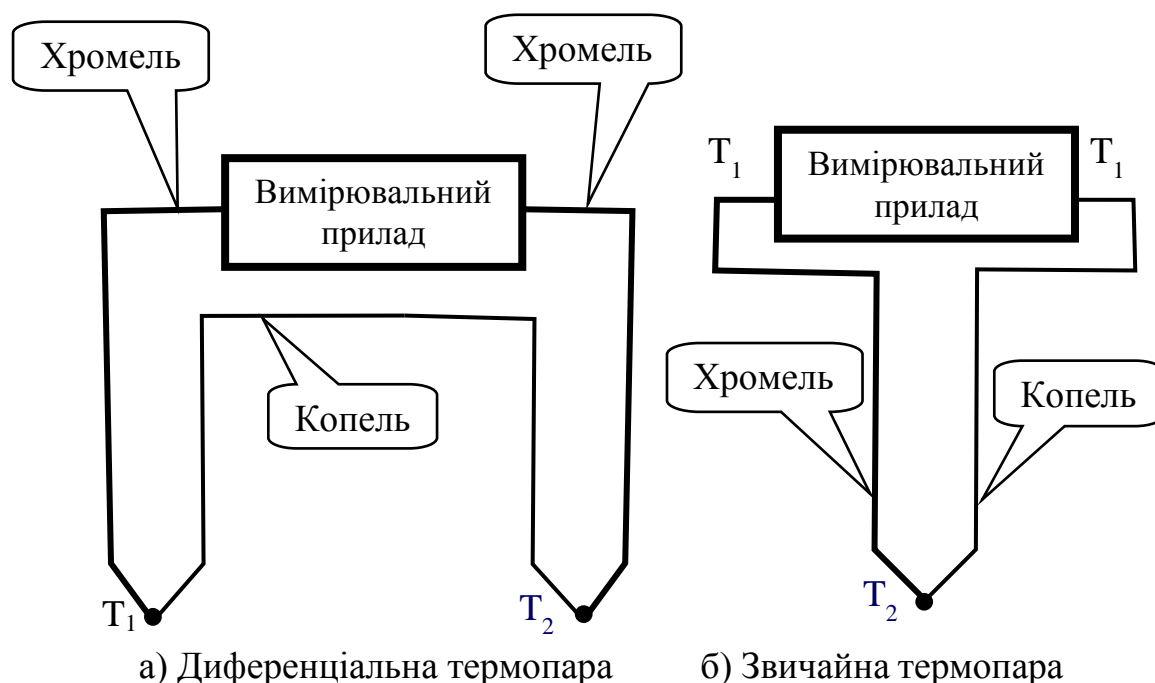 Хромель
Хромель
Вимірювальний
прилад
Копель
T1
T2
а) Диференціальна термопара
T1
Вимірювальний
прилад
T1
Хромель
Копель
T2
б) Звичайна термопара